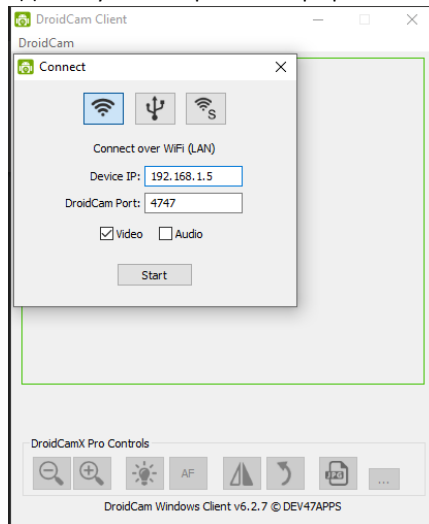 DroidCam Client
DroidCam
Connect
S
Connect over WiFi (LAN)
Device IP: 192.168.1.5
DroidCam Port: 4747
Video Audio
Start
DroidCamX Pro Controls
AF
JPG
...
DroidCam Windows Client v6.2.7 © DEV47APPS